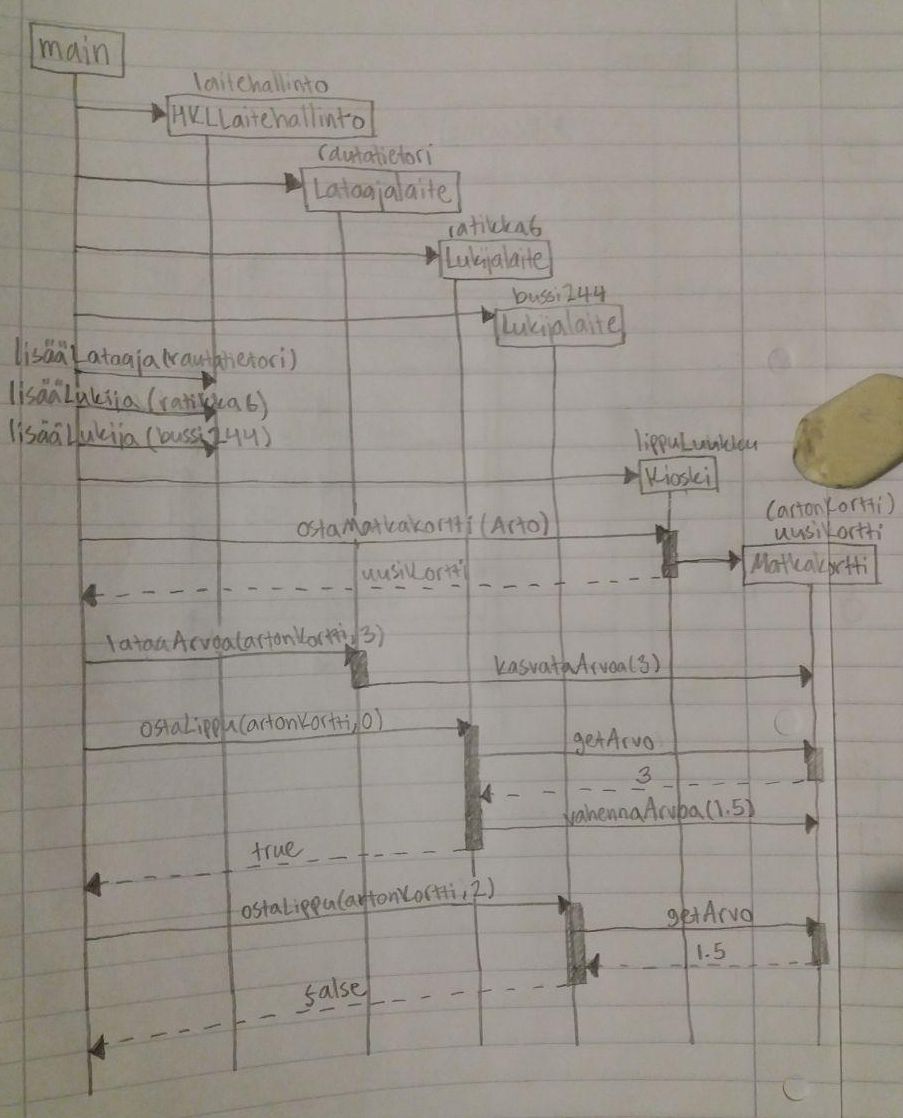 main
laitehallinto
HKLLaitehallinto
rautatietori
Lataajalaite
ratikka6
Lukijalaite
bussi244
Lukijalaite
lisääLataaja(rautatietori)
lisääLukija(ratikka6)
lisääLukija(bussi244)
lippuLuukku
Kioski
(artonKortti)
ostaMatkakortti(Arto)
uusiKortti
Matkakortti
uusiKortti
lataaArvoa(artonKortti,3)
kasvataArvoa(3)
ostaLippu(artonKortti,0)
getArvo
3
vahennaArvoa(1.5)
true
ostaLippu(artonKortti,2)
getArvo
1.5
false